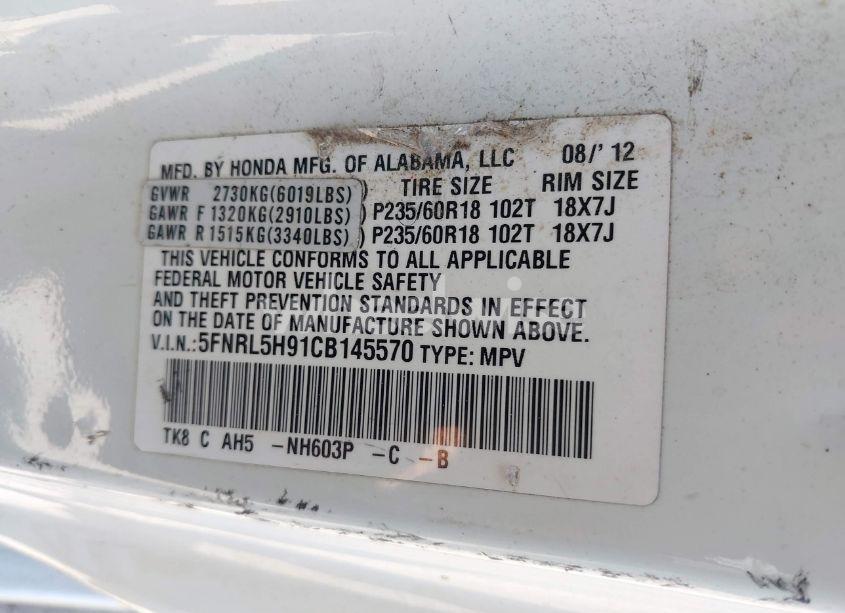 MFD. BY HONDA MFG. OF ALABAMA, LLC 08/' 12
GVWR 2730KG(6019LBS) ) TIRE SIZE RIM SIZE
GAWR F 1320KG(2910LBS) ) P235/60R18 102T 18X7J
GAWR R 1515KG(3340LBS) ) P235/60R18 102T 18X7J
THIS VEHICLE CONFORMS TO ALL APPLICABLE
FEDERAL MOTOR VEHICLE SAFETY
AND THEFT PREVENTION STANDARDS IN EFFECT
ON THE DATE OF MANUFACTURE SHOWN ABOVE.
V.I.N.:5FNRL5H91CB145570 TYPE: MPV
TK8 C AH5 -NH603P -C -B